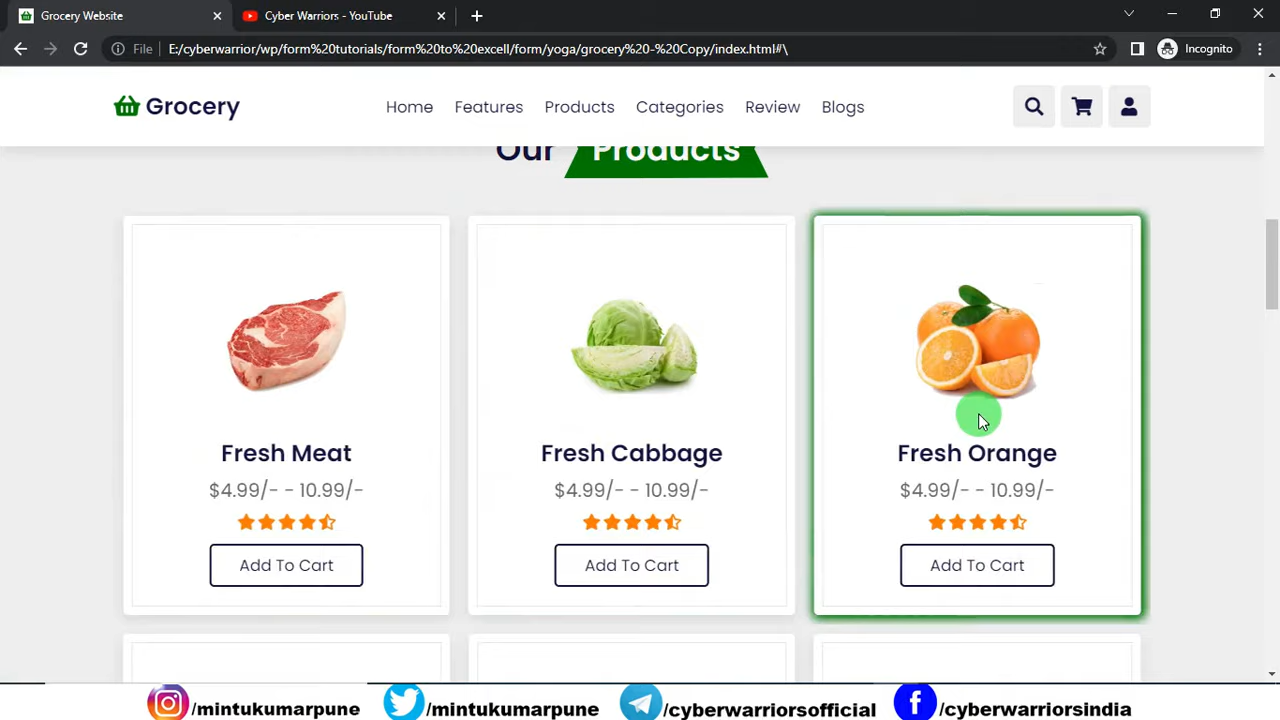 Grocery Website
Cyber Warriors - YouTube
File
E:/cyberwarrior/wp/form%20tutorials/form%20to%20excell/form/yoga/grocery%20-%20Copy/index.html#\
Incognito
Grocery
Home Features Products Categories Review Blogs
Our Products
Fresh Meat
$4.99/- - 10.99/-
Add To Cart
Fresh Cabbage
$4.99/- - 10.99/-
Add To Cart
Fresh Orange
$4.99/- - 10.99/-
Add To Cart
/mintukumarpune /mintukumarpune /cyberwarriorsofficial /cyberwarriorsindia